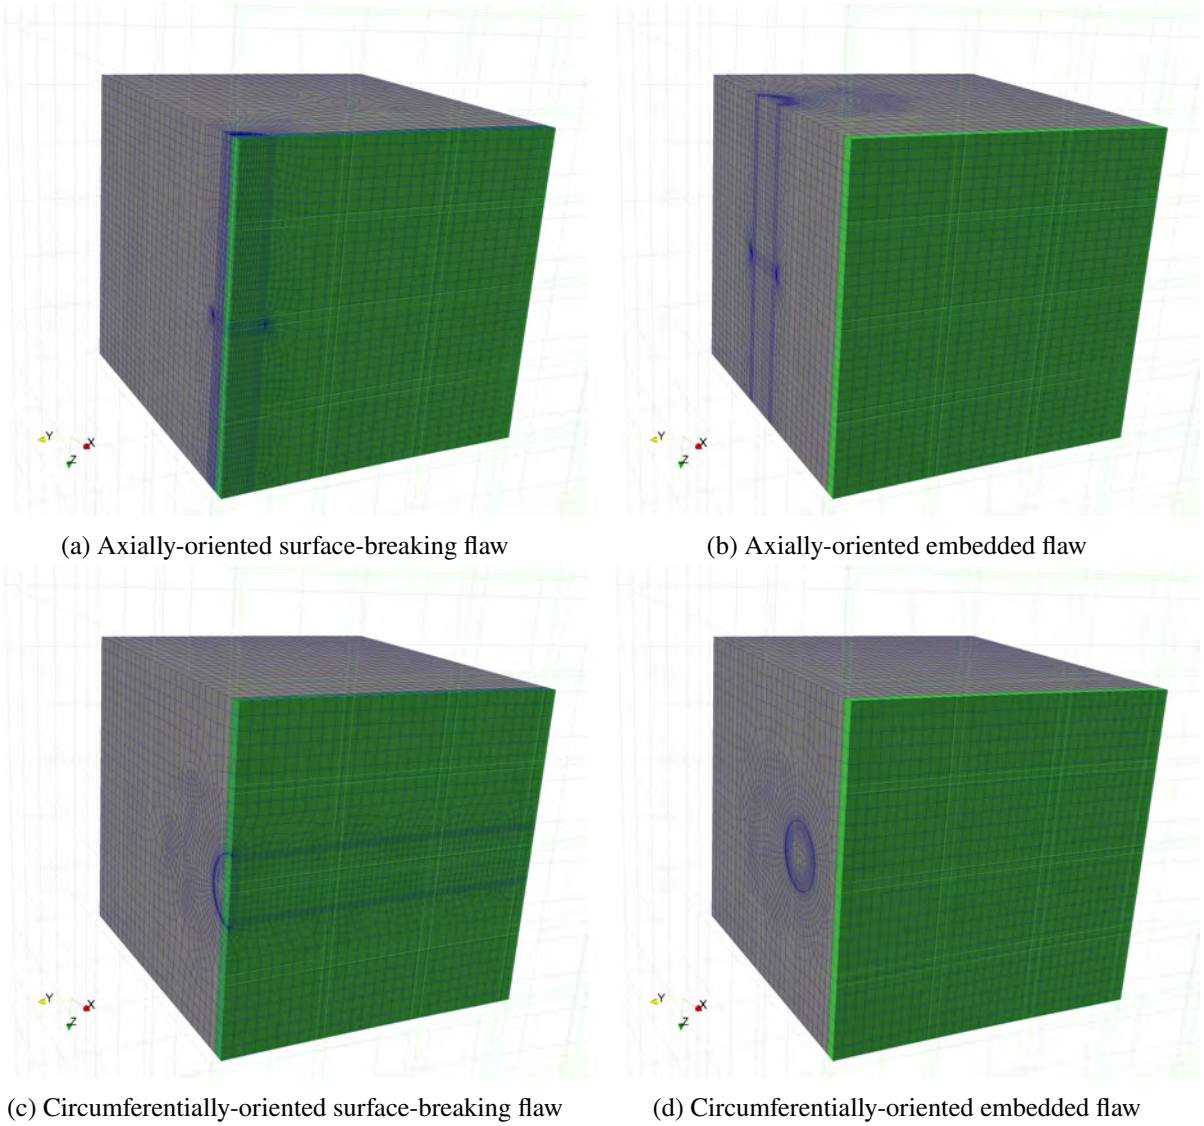 Y X Z
Y X Z
(a) Axially-oriented surface-breaking flaw
(b) Axially-oriented embedded flaw
Y X Z
Y X Z
(c) Circumferentially-oriented surface-breaking flaw
(d) Circumferentially-oriented embedded flaw